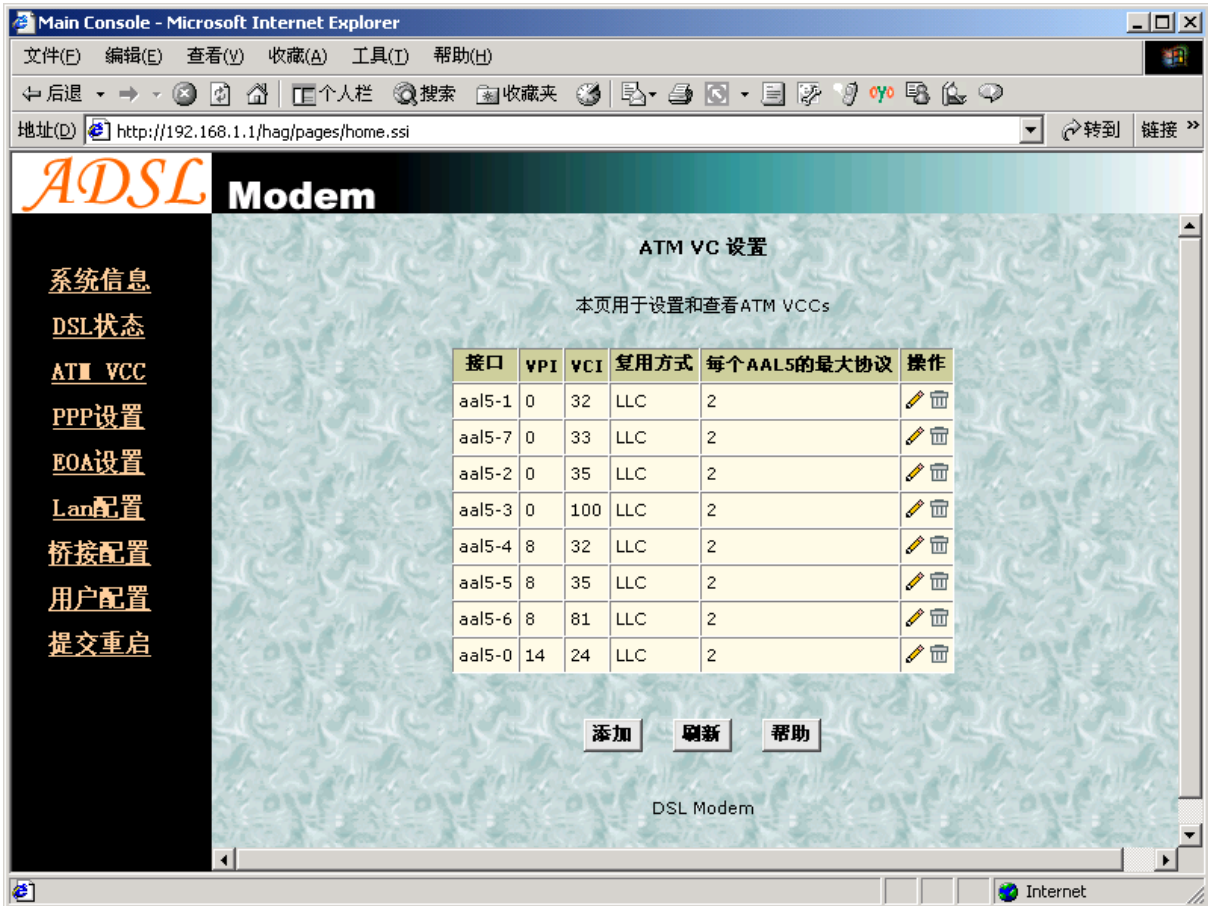 Main Console - Microsoft Internet Explorer
文件(F) 编辑(E) 查看(V) 收藏(A) 工具(T) 帮助(H)
后退 个人栏 搜索 收藏夹 oyo
地址(D) http://192.168.1.1/hag/pages/home.ssi 转到 链接 »
ADSL Modem
系统信息
DSL状态
ATM VCC
PPP设置
EOA设置
Lan配置
桥接配置
用户配置
提交重启
ATM VC 设置
本页用于设置和查看ATM VCCs
接口 VPI VCI 复用方式 每个AAL5的最大协议 操作
aal5-1 0 32 LLC 2
aal5-7 0 33 LLC 2
aal5-2 0 35 LLC 2
aal5-3 0 100 LLC 2
aal5-4 8 32 LLC 2
aal5-5 8 35 LLC 2
aal5-6 8 81 LLC 2
aal5-0 14 24 LLC 2
添加 刷新 帮助
DSL Modem
Internet